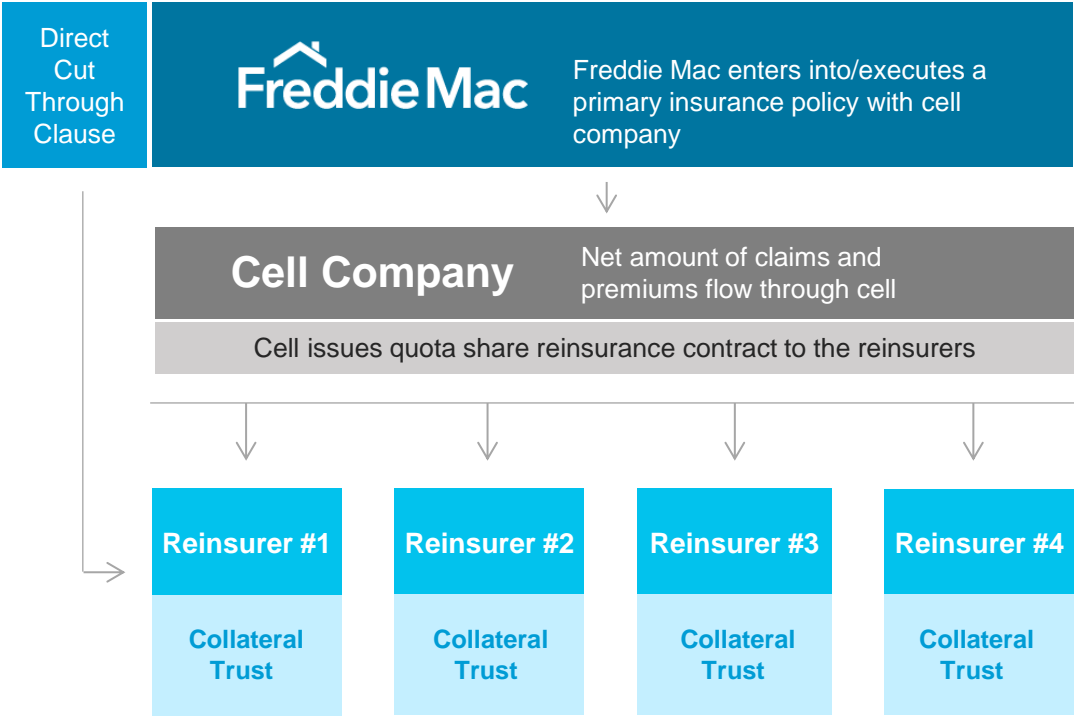 Direct
Cut
Through
Clause
Freddie Mac
Freddie Mac enters into/executes a
primary insurance policy with cell
company
Cell Company
Net amount of claims and
premiums flow through cell
Cell issues quota share reinsurance contract to the reinsurers
Reinsurer #1
Reinsurer #2
Reinsurer #3
Reinsurer #4
Collateral
Trust
Collateral
Trust
Collateral
Trust
Collateral
Trust